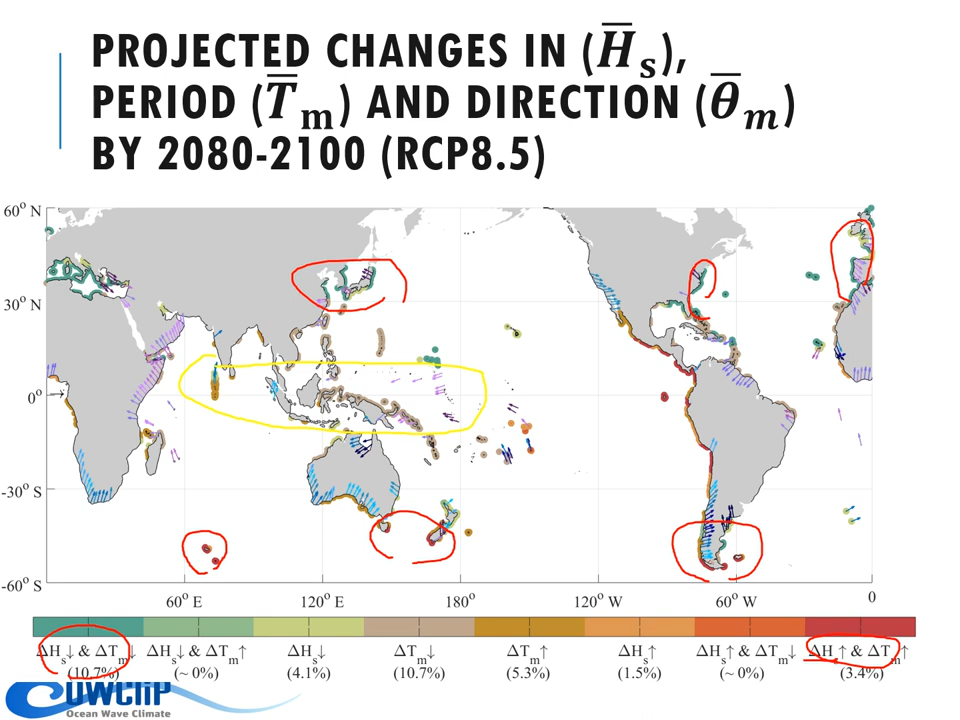 PROJECTED CHANGES IN (H̅s),
PERIOD (T̅m) AND DIRECTION (θ̅m)
BY 2080-2100 (RCP8.5)
60° N
30° N
0°
-30° S
-60° S
60° E 120° E 180° 120° W 60° W 0
ΔHs↓ & ΔTm↓ ΔHs↓ & ΔTm↑ ΔHs↓ ΔTm↓ ΔTm↑ ΔHs↑ ΔHs↑ & ΔTm↓ ΔHs↑ & ΔTm↑
(10.7%) (~ 0%) (4.1%) (10.7%) (5.3%) (1.5%) (~ 0%) (3.4%)
COWCLIP
Ocean Wave Climate